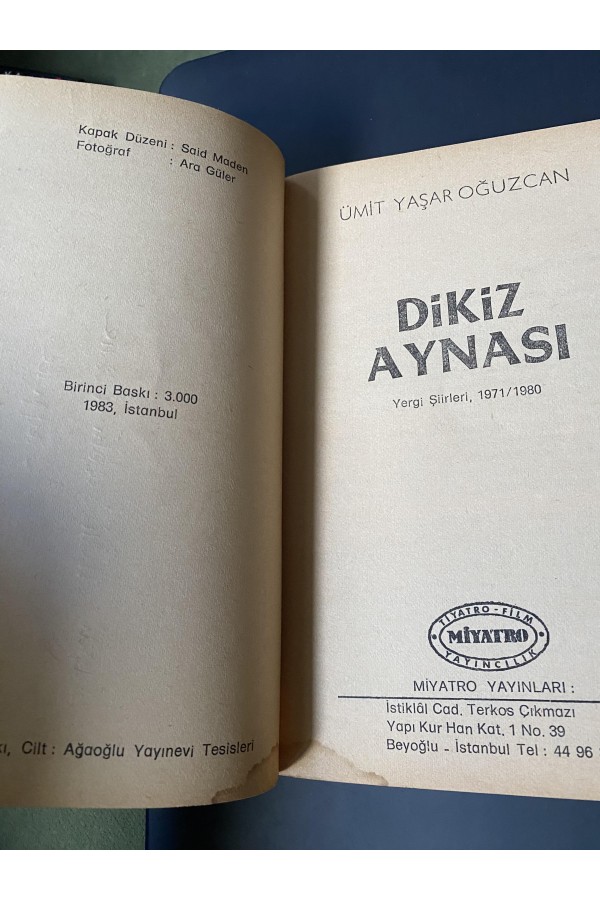 Kapak Düzeni : Said Maden
Fotoğraf : Ara Güler
Birinci Baskı : 3.000
1983, İstanbul
Cilt : Ağaoğlu Yayınevi Tesisleri
ÜMİT YAŞAR OĞUZCAN
DiKiZ
AYNASI
Yergi Şiirleri, 1971/1980
TİYATRO - FİLM
MİYATRO
YAYINCILIK
MİYATRO YAYINLARI :
İstiklâl Cad, Terkos Çıkmazı
Yapı Kur Han Kat. 1 No. 39
Beyoğlu - İstanbul Tel : 44 96